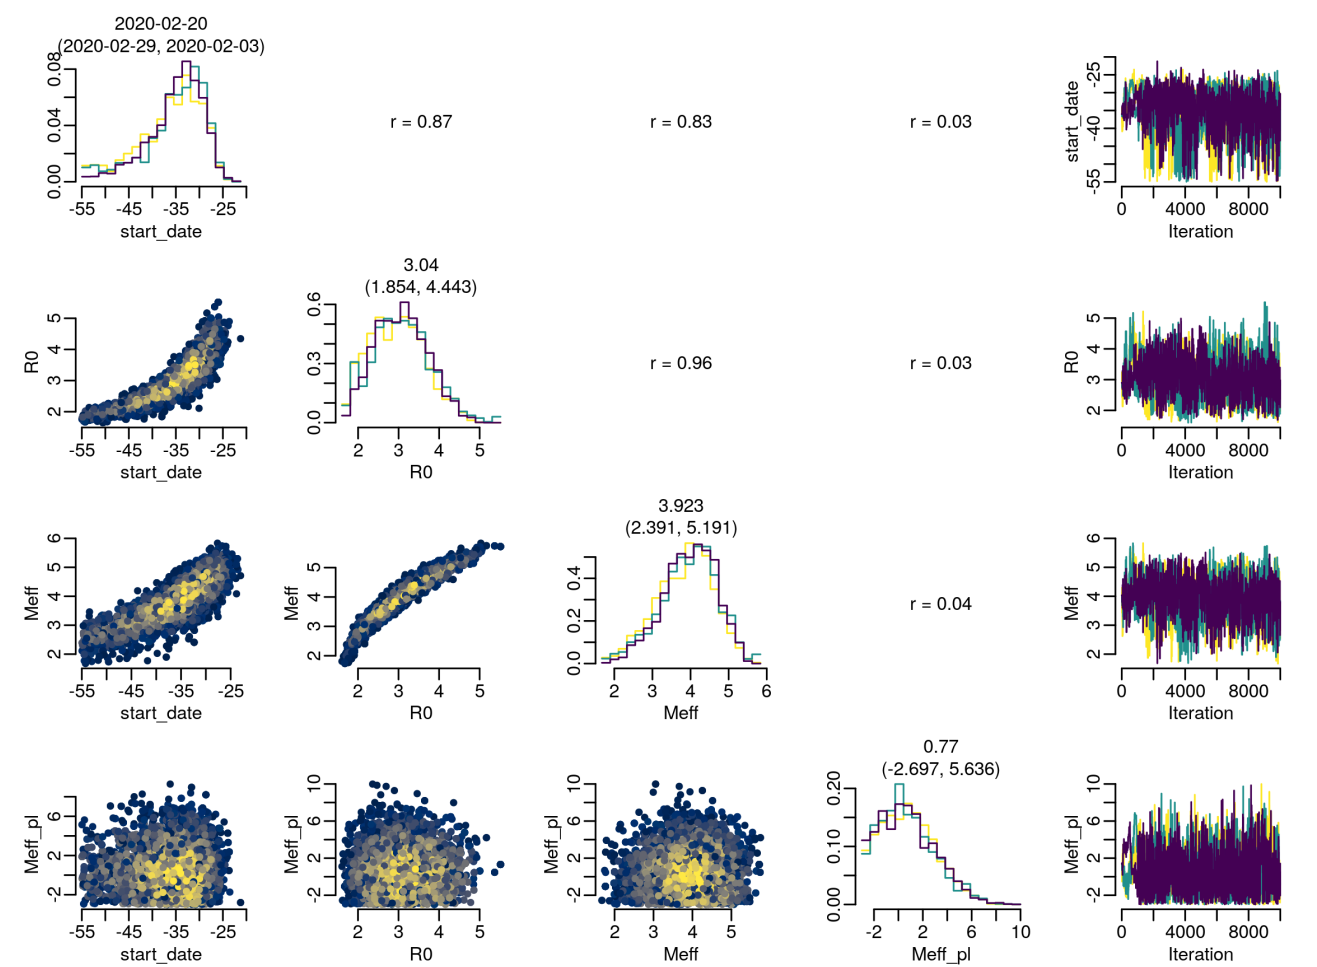 2020-02-20
(2020-02-29, 2020-02-03)
0.00 0.04 0.08
-55 -45 -35 -25
start_date
r = 0.87
r = 0.83
r = 0.03
-55 -40 -25
start_date
0 4000 8000
Iteration
2 3 4 5
R0
-55 -45 -35 -25
start_date
3.04
(1.854, 4.443)
0.0 0.3 0.6
2 3 4 5
R0
r = 0.96
r = 0.03
2 3 4 5
R0
0 4000 8000
Iteration
2 3 4 5 6
Meff
-55 -45 -35 -25
start_date
2 3 4 5
Meff
2 3 4 5
R0
3.923
(2.391, 5.191)
0.0 0.2 0.4
2 3 4 5 6
Meff
r = 0.04
2 3 4 5 6
Meff
0 4000 8000
Iteration
-2 2 6
Meff_pl
-55 -45 -35 -25
start_date
-2 2 6 10
Meff_pl
2 3 4 5
R0
-2 2 6 10
Meff_pl
2 3 4 5
Meff
0.77
(-2.697, 5.636)
0.00 0.10 0.20
-2 2 6 10
Meff_pl
-2 2 6 10
Meff_pl
0 4000 8000
Iteration